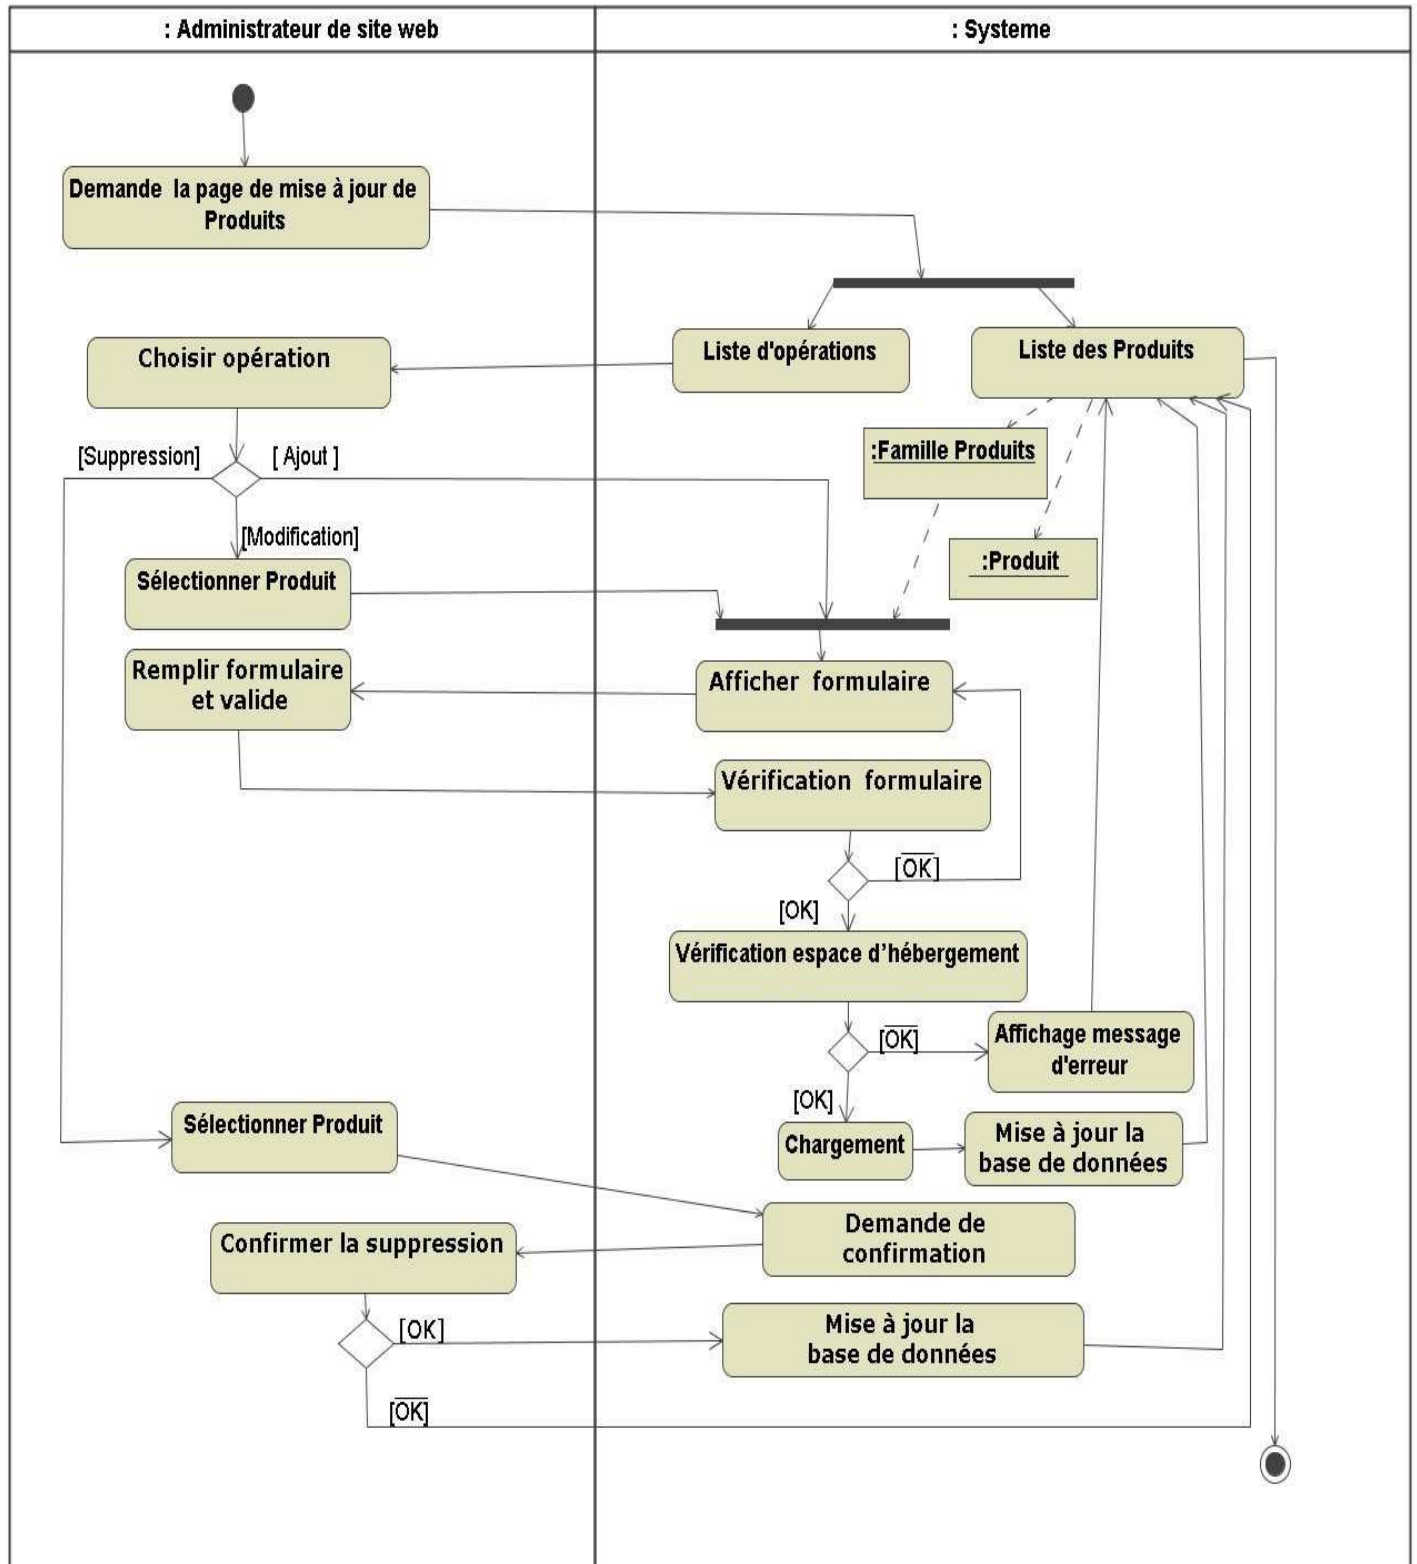 : Administrateur de site web
: Systeme
Demande la page de mise à jour de
Produits
Choisir opération
Liste d'opérations
Liste des Produits
[Suppression]
[ Ajout ]
:Famille Produits
[Modification]
:Produit
Sélectionner Produit
Remplir formulaire
et valide
Afficher formulaire
Vérification formulaire
[OK]
[OK]
Vérification espace d’hébergement
[OK]
Affichage message
d'erreur
[OK]
Sélectionner Produit
Chargement
Mise à jour la
base de données
Demande de
confirmation
Confirmer la suppression
[OK]
Mise à jour la
base de données
[OK]